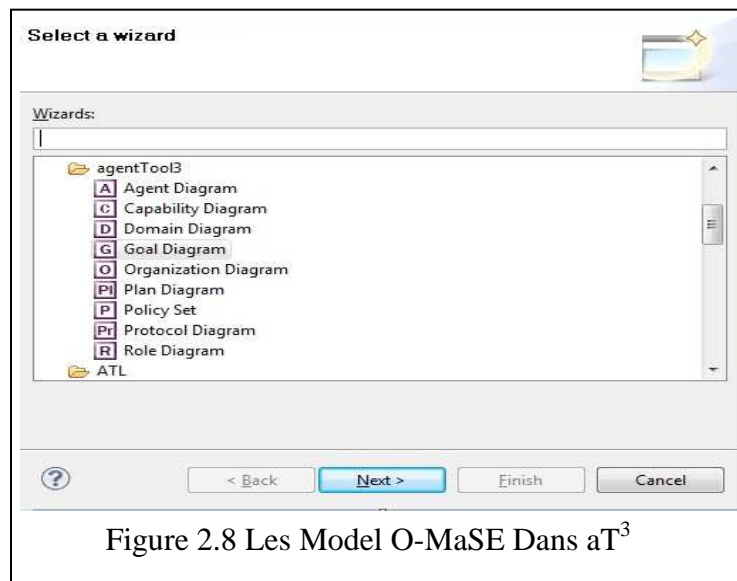 Select a wizard
Wizards:
agentTool3
A Agent Diagram
C Capability Diagram
D Domain Diagram
G Goal Diagram
O Organization Diagram
Pl Plan Diagram
P Policy Set
Pr Protocol Diagram
R Role Diagram
ATL
? < Back Next > Finish Cancel
Figure 2.8 Les Model O-MaSE Dans aT³